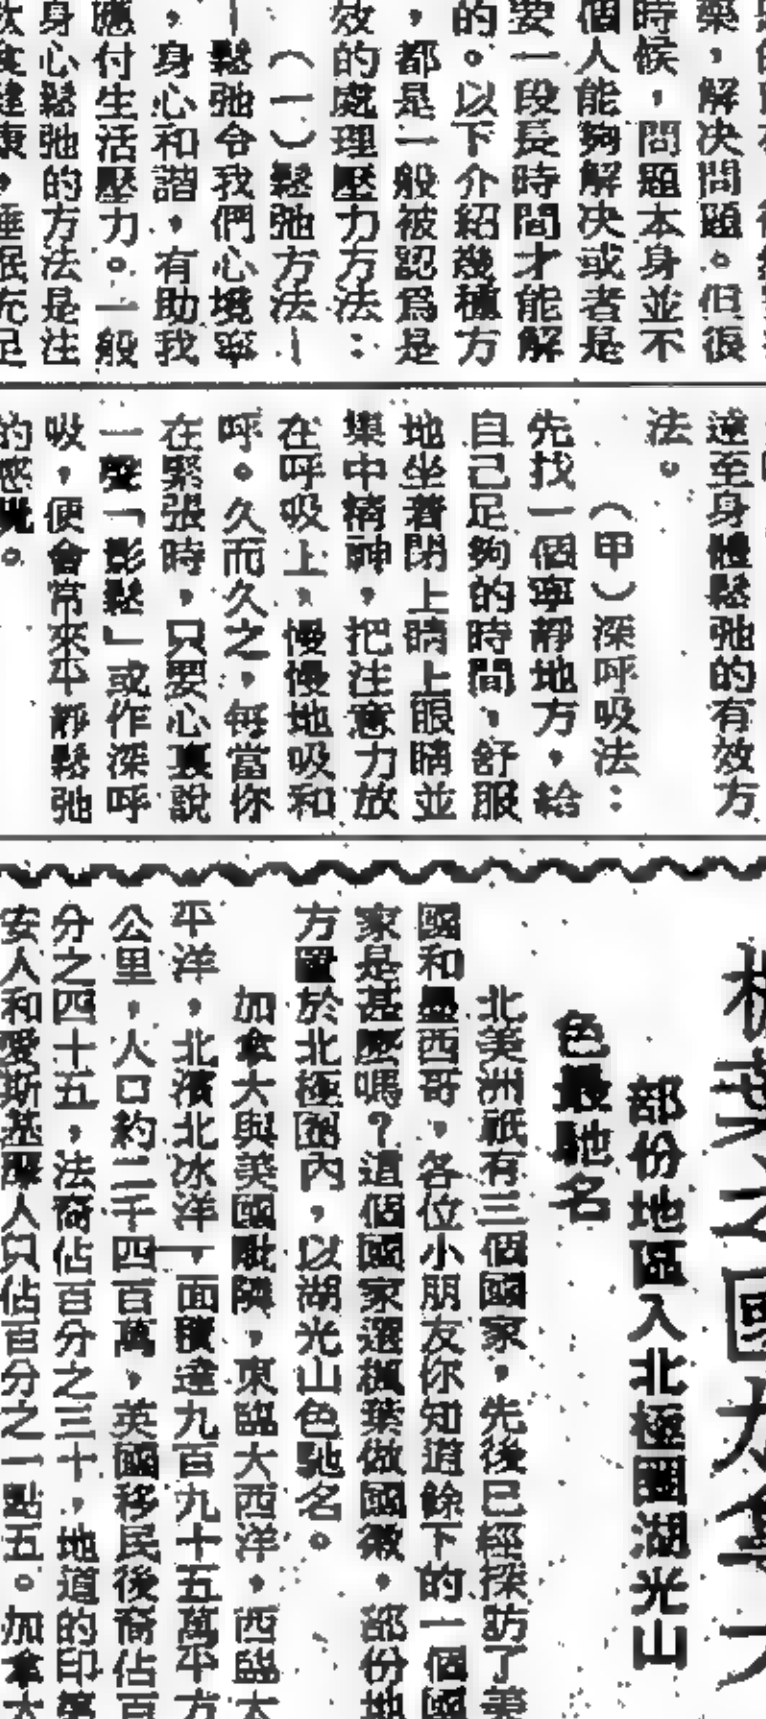 藥，解决問題。但很
時候，問題本身並不
個人能夠解决或者是
要一段長時間才能解
的。以下介紹幾種方
，都是一般被認爲是
效的處理壓力方法：
（一）鬆弛方法—
—鬆弛令我們心境寧
，身心和諧，有助我
應付生活壓力。一般
身心鬆弛的方法是注
飲食健康，睡眠充足
達至身體鬆弛的有效方
法。
（甲）深呼吸法：
先找一個寧靜地方，給
自己足夠的時間，舒服
地坐着閉上睛上眼睛並
集中精神，把注意力放
在呼吸上，慢慢地吸和
呼。久而久之，每當你
在緊張時，只要心裏說
一聲「影鬆」或作深呼
吸，便會常來平靜鬆弛
的感覺。
楓葉之國加拿大
部份地區入北極圈湖光山
色最馳名
北美洲祇有三個國家，先後已經採訪了美
國和墨西哥，各位小朋友你知道餘下的一個國
家是甚麼嗎？這個國家選楓葉做國徽，部份地
方置於北極圈內，以湖光山色馳名。
加拿大與美國毗隣，東臨大西洋，西臨太
平洋，北濱北冰洋，面積達九百九十五萬平方
公里，人口約二千四百萬，英國移民後裔佔百
分之四十五，法裔佔百分之三十，地道的印第
安人和愛斯基摩人只佔百分之一點五。加拿大